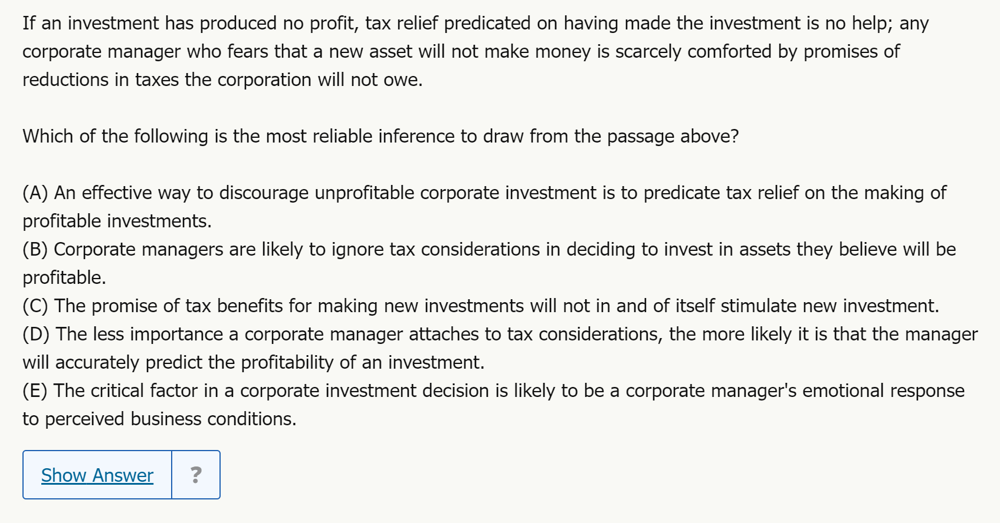 If an investment has produced no profit, tax relief predicated on having made the investment is no help; any
corporate manager who fears that a new asset will not make money is scarcely comforted by promises of
reductions in taxes the corporation will not owe.
Which of the following is the most reliable inference to draw from the passage above?
(A) An effective way to discourage unprofitable corporate investment is to predicate tax relief on the making of
profitable investments.
(B) Corporate managers are likely to ignore tax considerations in deciding to invest in assets they believe will be
profitable.
(C) The promise of tax benefits for making new investments will not in and of itself stimulate new investment.
(D) The less importance a corporate manager attaches to tax considerations, the more likely it is that the manager
will accurately predict the profitability of an investment.
(E) The critical factor in a corporate investment decision is likely to be a corporate manager's emotional response
to perceived business conditions.
Show Answer ?